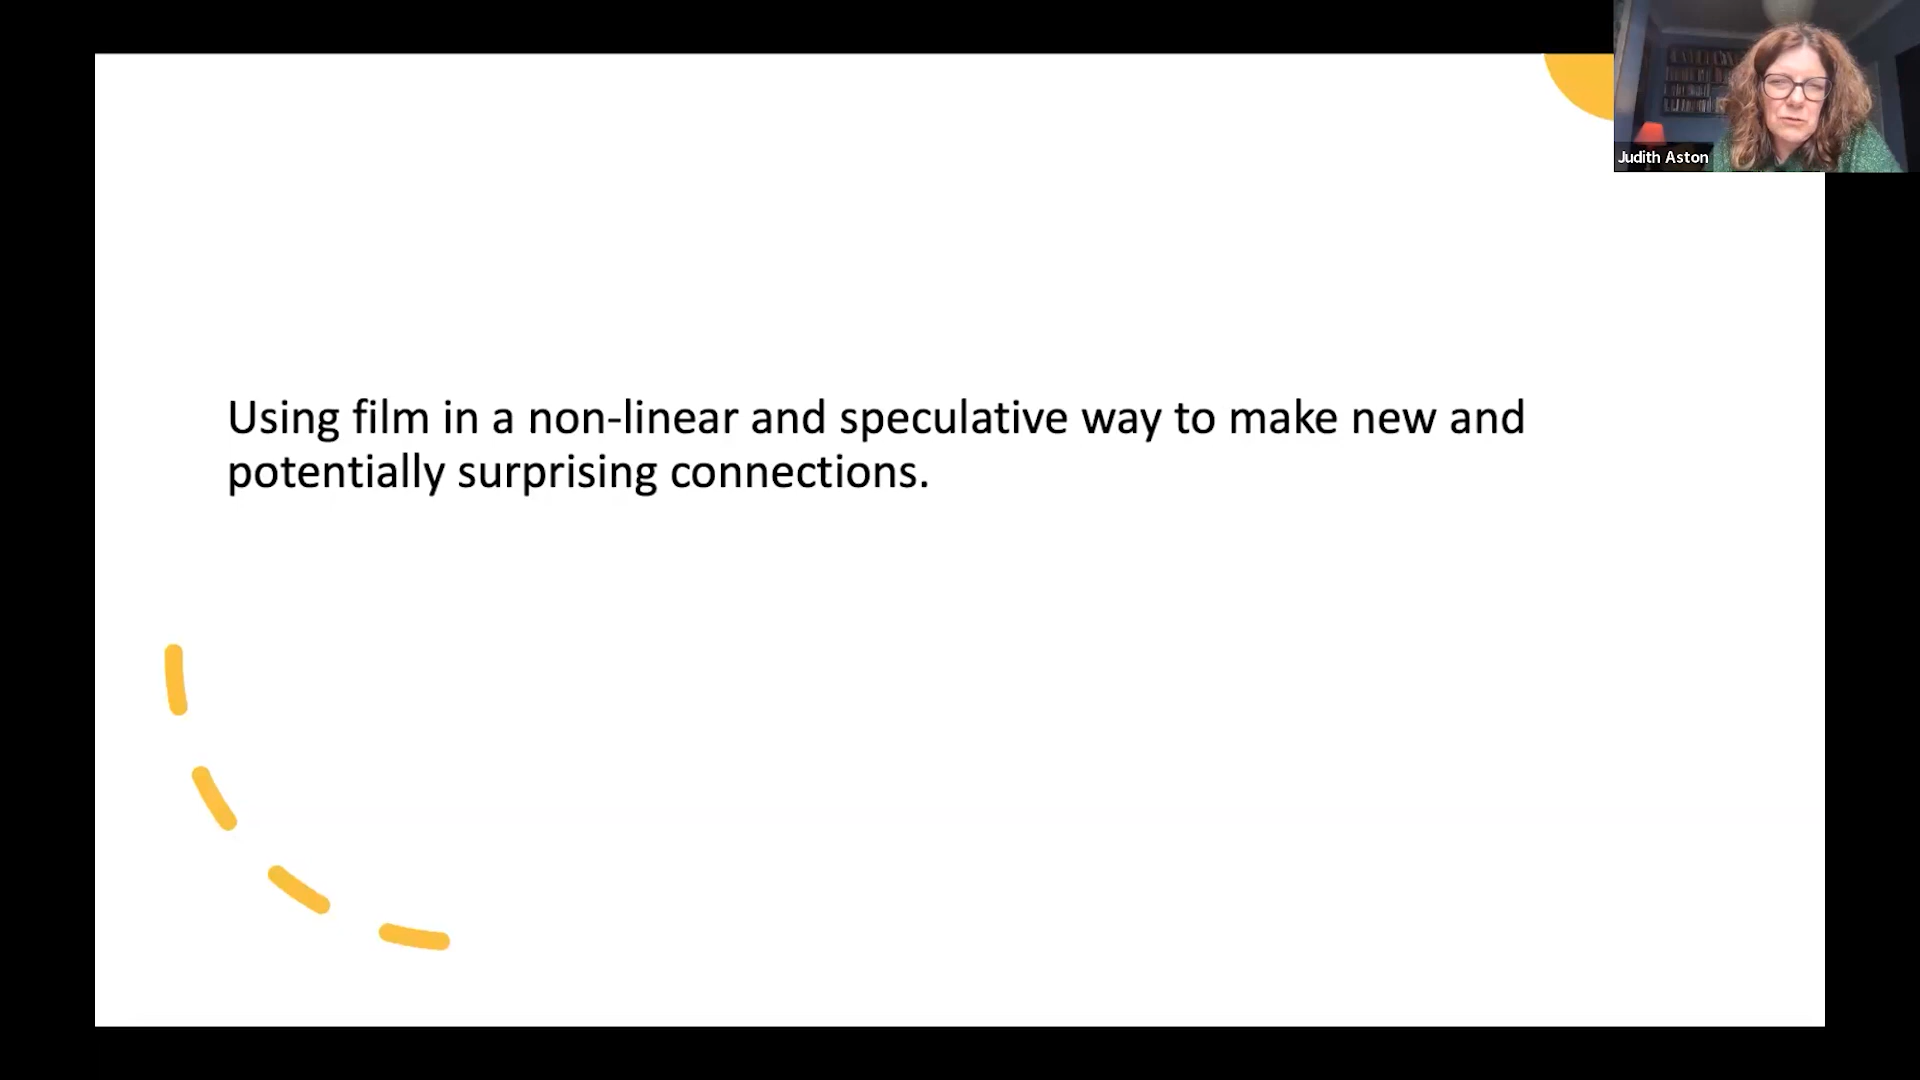 Using film in a non-linear and speculative way to make new and
potentially surprising connections.
Judith Aston